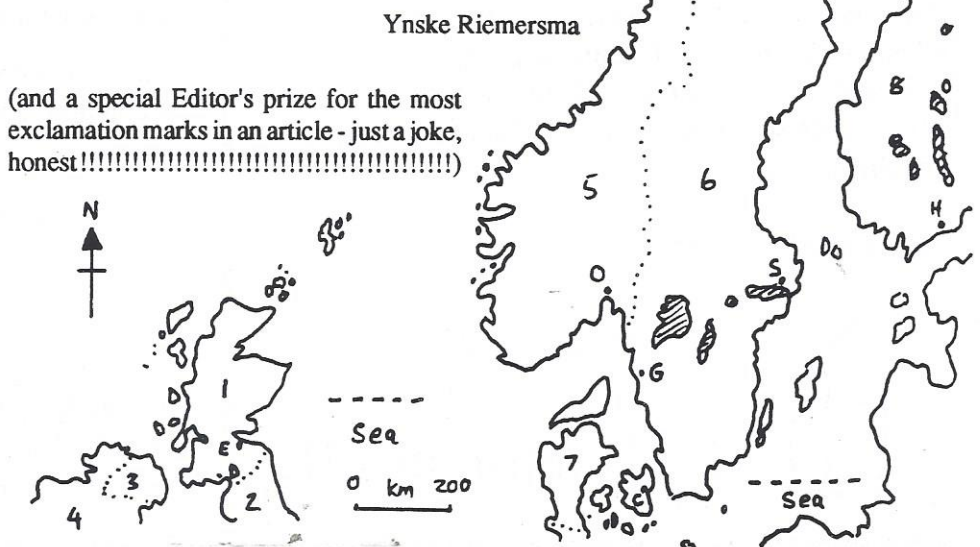 Ynske Riemersma
(and a special Editor's prize for the most
exclamation marks in an article - just a joke,
honest!!!!!!!!!!!!!!!!!!!!!!!!!!!!!!!!!!!!!!!!!!!)
N
1
E
D
2
3
4
Sea
0 km 200
5
6
O
S
G
7
C
8
H
Sea